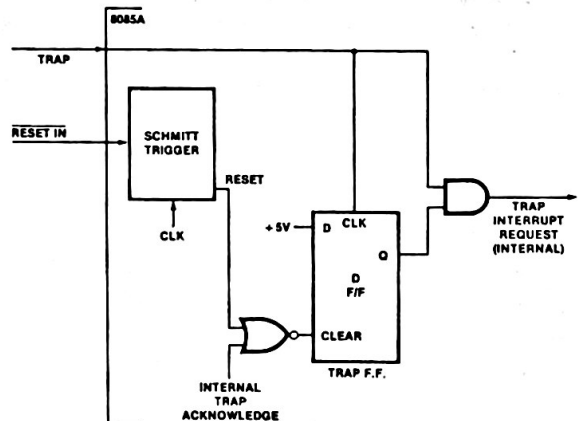 8085A
TRAP
RESET IN
SCHMITT
TRIGGER
RESET
CLK
+5V
D
CLK
Q
D
F/F
CLEAR
TRAP F.F.
TRAP
INTERRUPT
REQUEST
(INTERNAL)
INTERNAL
TRAP
ACKNOWLEDGE